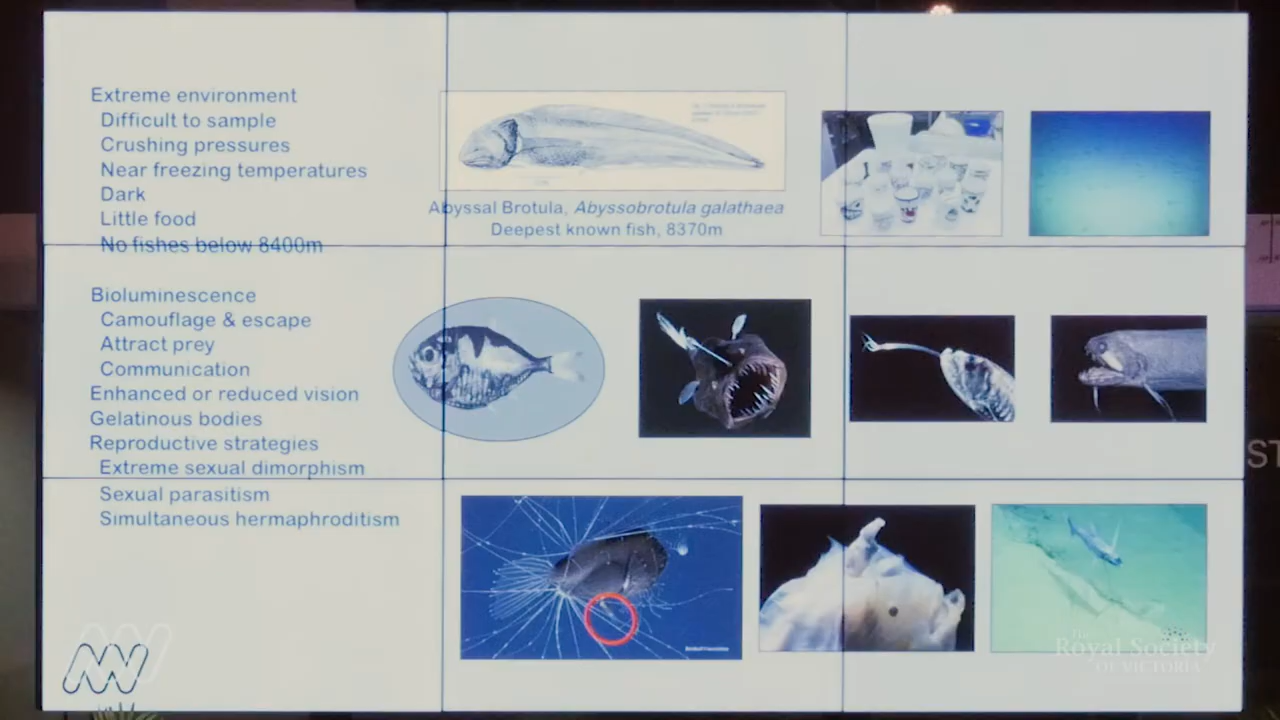 Extreme environment
Difficult to sample
Crushing pressures
Near freezing temperatures
Dark
Little food
No fishes below 8400m
Abyssal Brotula, Abyssobrotula galathaea
Deepest known fish, 8370m
Bioluminescence
Camouflage & escape
Attract prey
Communication
Enhanced or reduced vision
Gelatinous bodies
Reproductive strategies
Extreme sexual dimorphism
Sexual parasitism
Simultaneous hermaphroditism
The
Royal Society
OF VICTORIA
ST